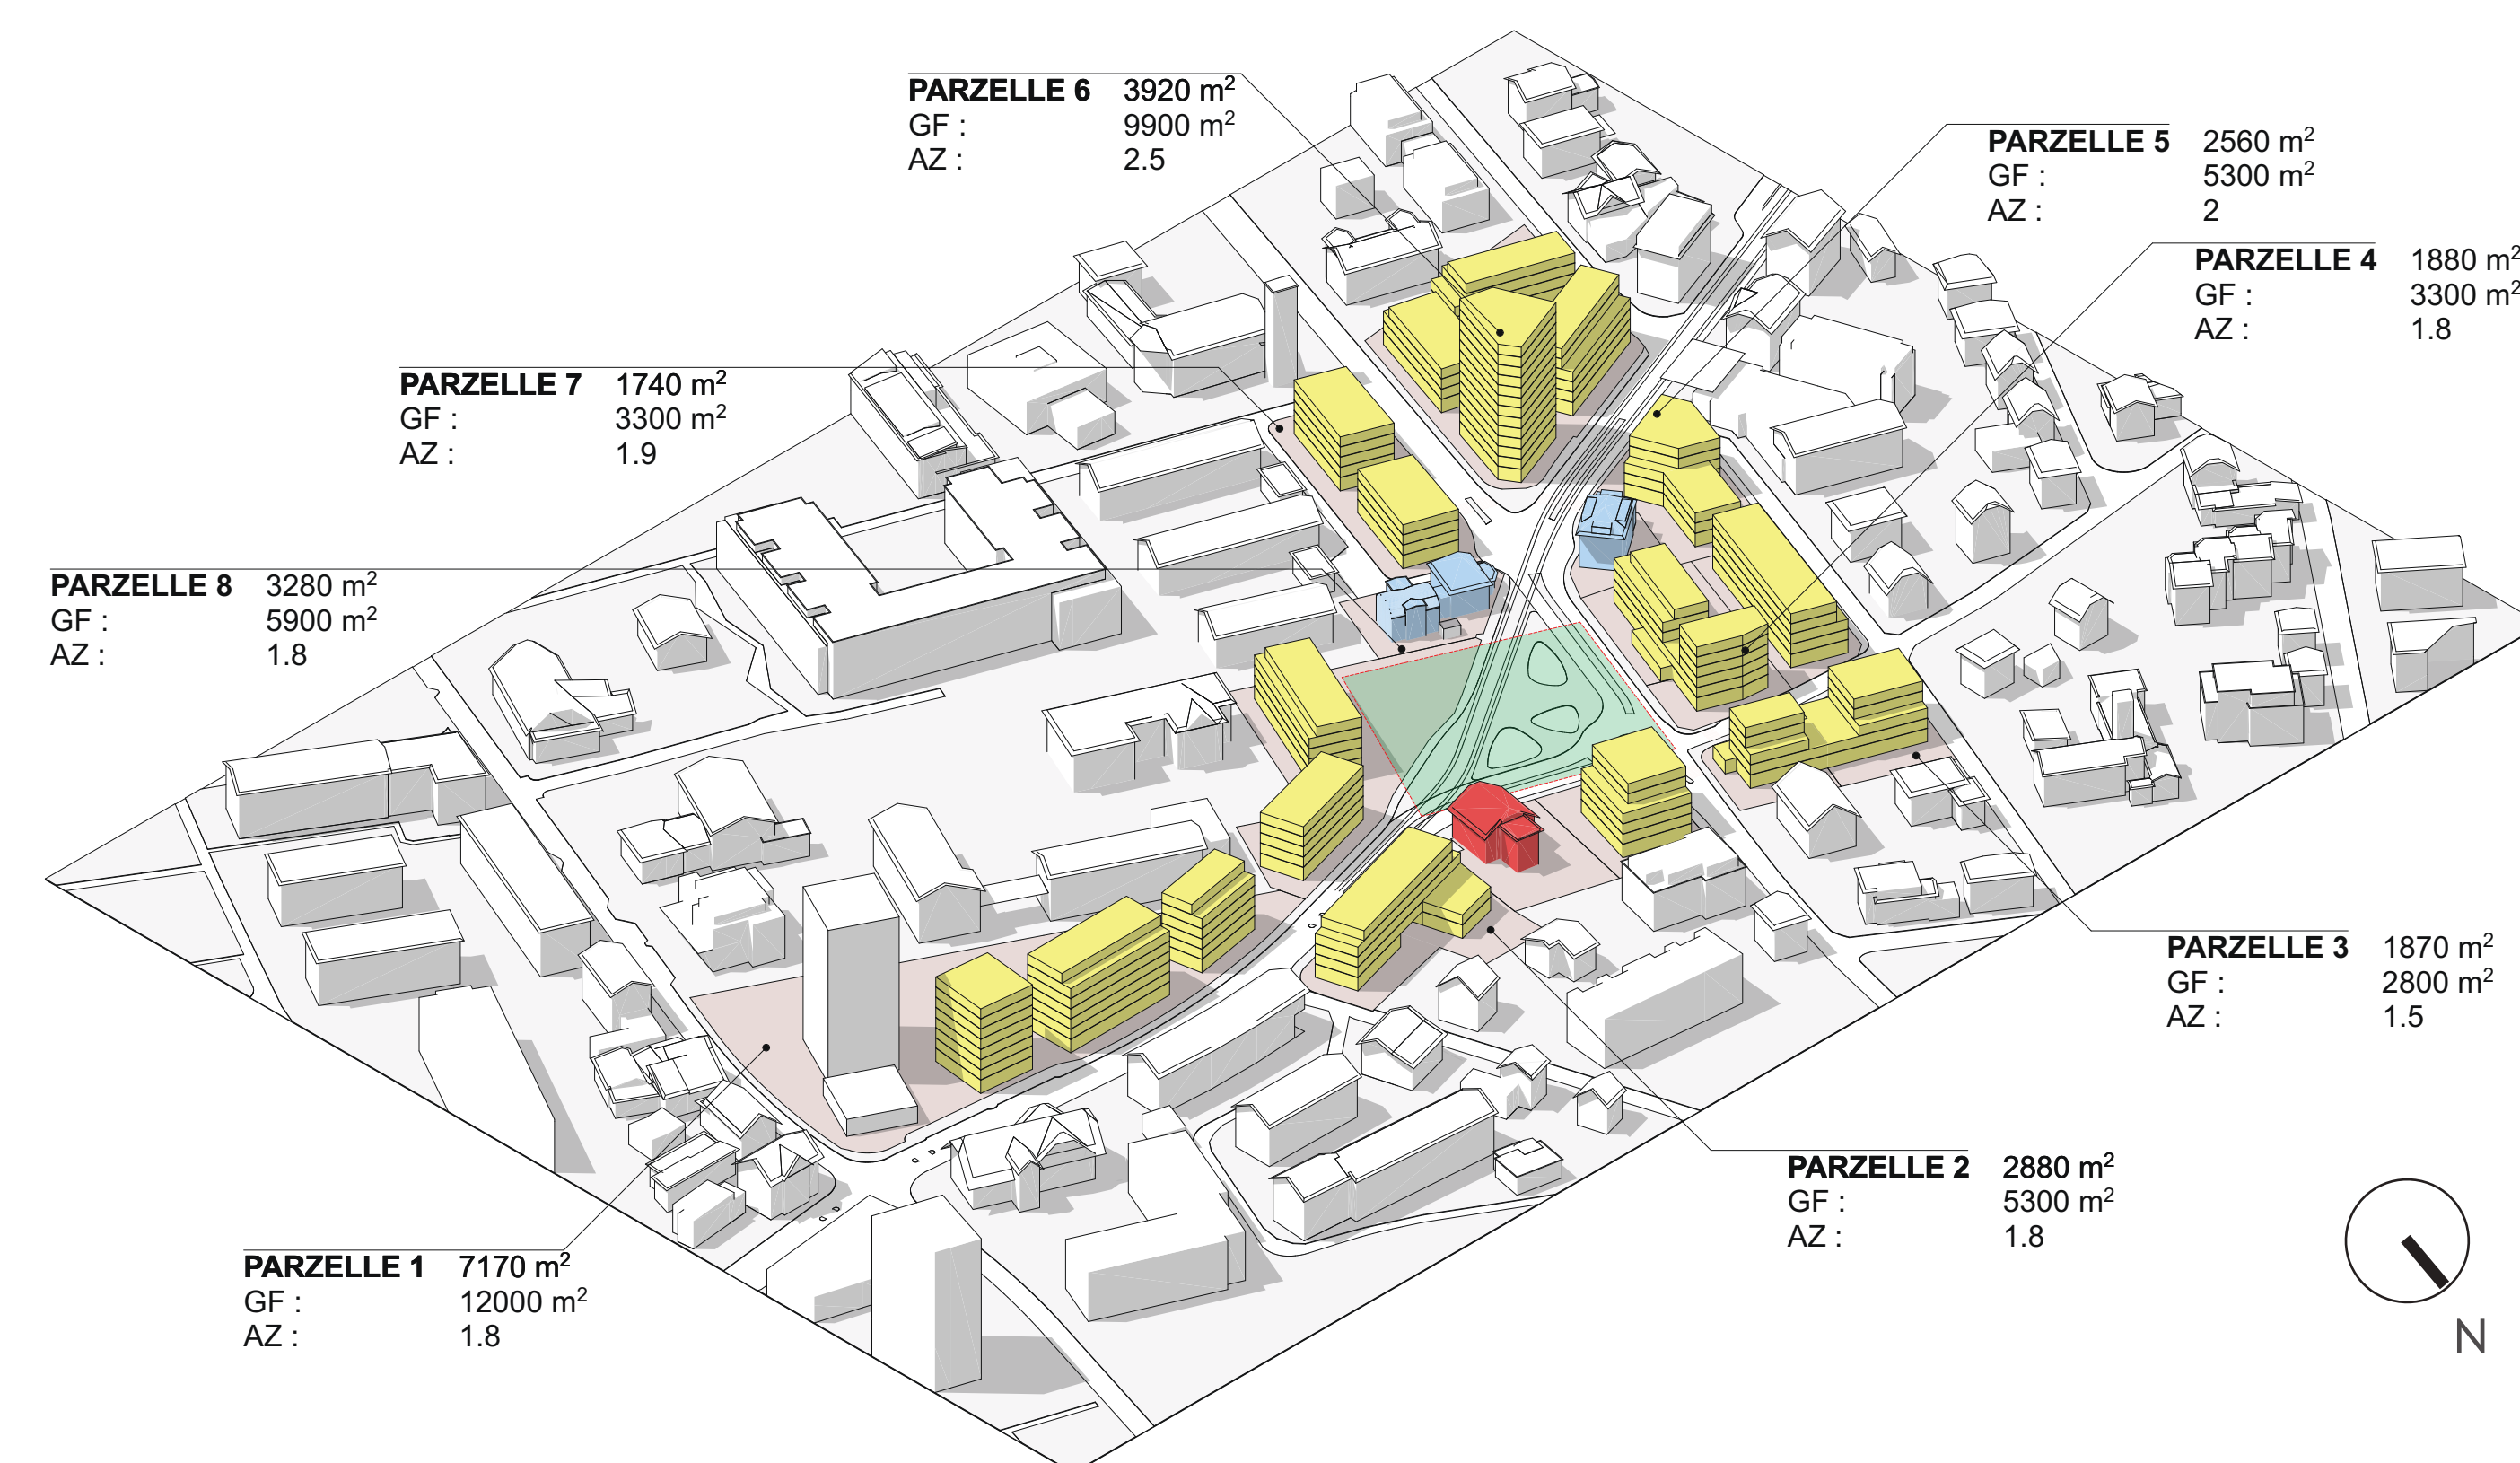 PARZELLE 6 3920 m²
GF : 9900 m²
AZ : 2.5
PARZELLE 5 2560 m²
GF : 5300 m²
AZ : 2
PARZELLE 4 1880 m²
GF : 3300 m²
AZ : 1.8
PARZELLE 7 1740 m²
GF : 3300 m²
AZ : 1.9
PARZELLE 8 3280 m²
GF : 5900 m²
AZ : 1.8
PARZELLE 3 1870 m²
GF : 2800 m²
AZ : 1.5
PARZELLE 2 2880 m²
GF : 5300 m²
AZ : 1.8
PARZELLE 1 7170 m²
GF : 12000 m²
AZ : 1.8
N